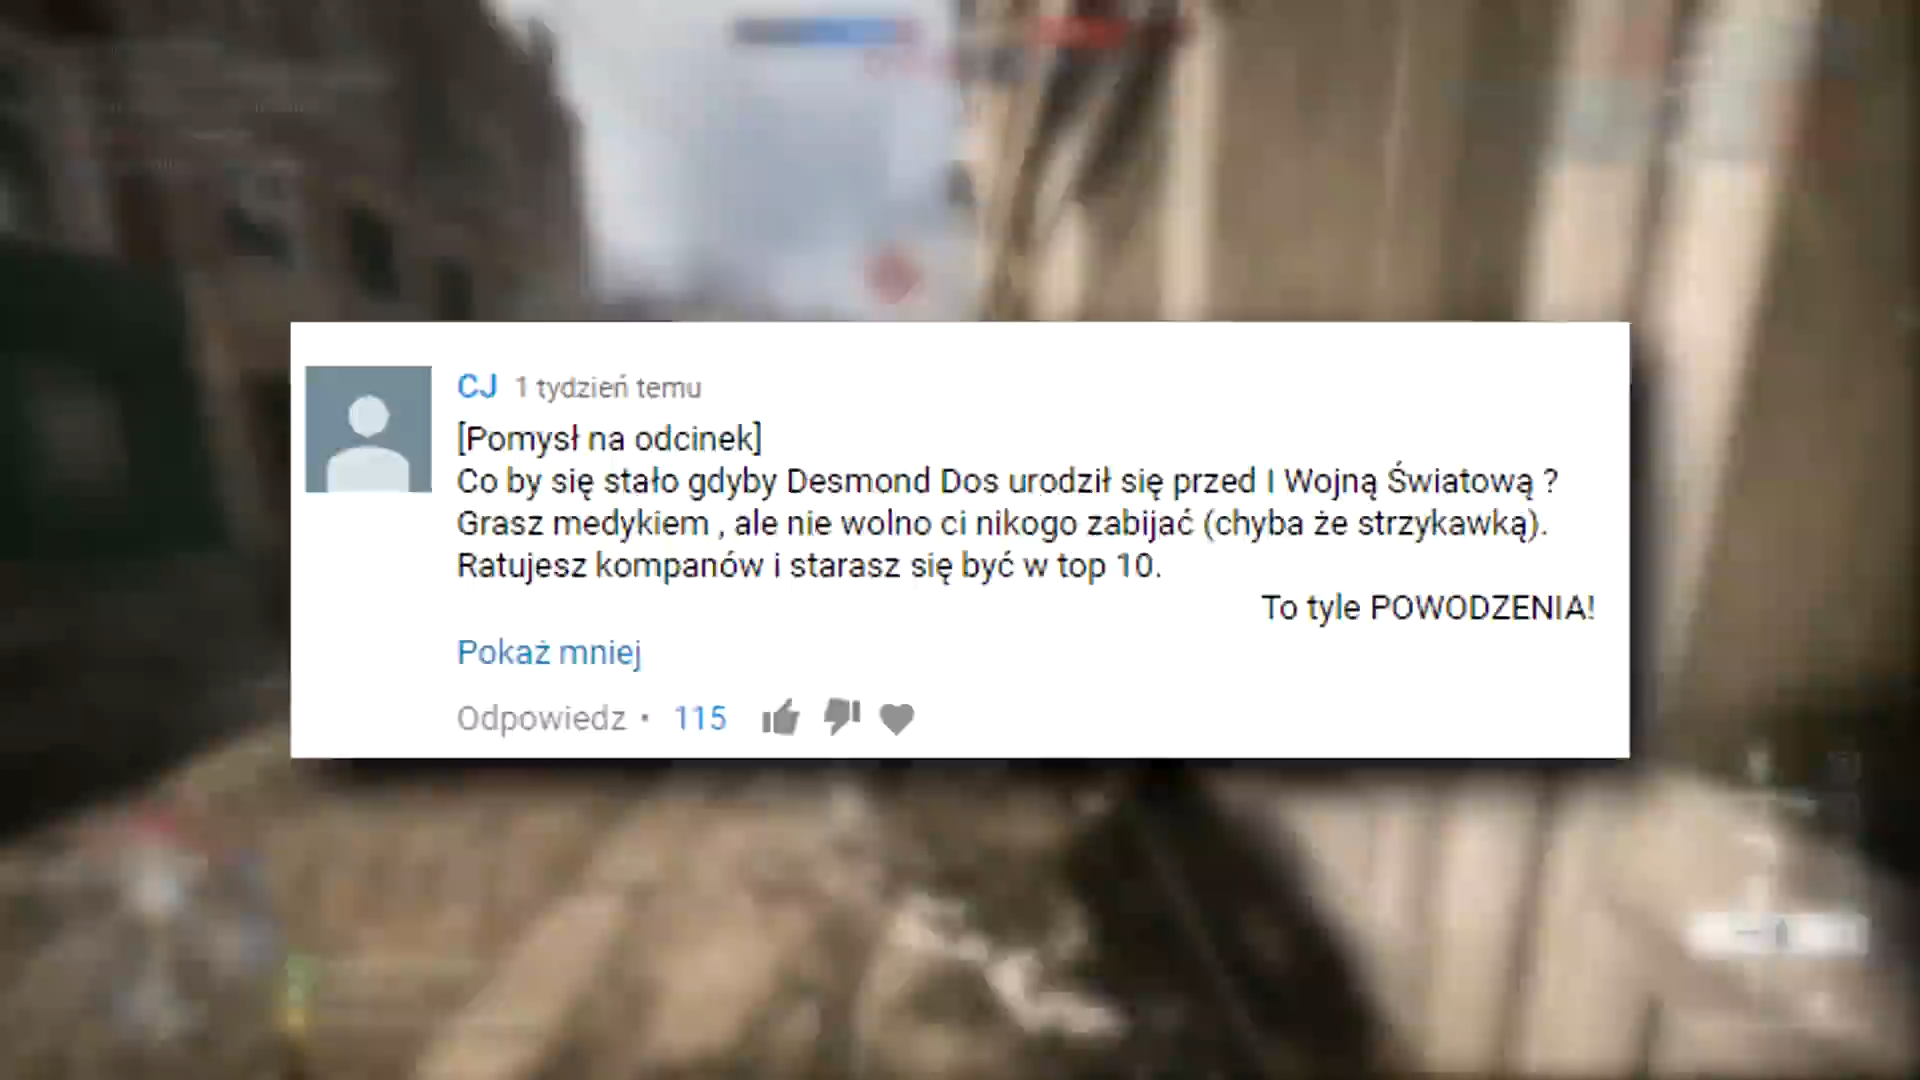 CJ 1 tydzień temu
[Pomysł na odcinek]
Co by się stało gdyby Desmond Dos urodził się przed I Wojną Światową ?
Grasz medykiem , ale nie wolno ci nikogo zabijać (chyba że strzykawką).
Ratujesz kompanów i starasz się być w top 10.
To tyle POWODZENIA!
Pokaż mniej
Odpowiedz • 115